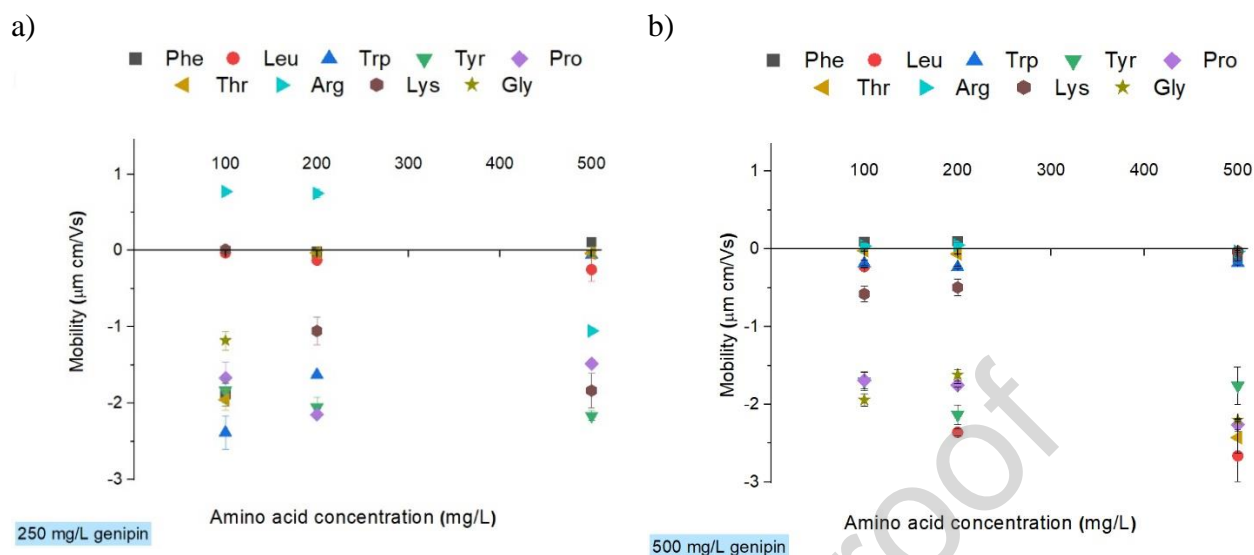 a)
Phe Leu Trp Tyr Pro
Thr Arg Lys Gly
1
0
-1
-2
-3
100 200 300 400 500
Mobility (µm cm/Vs)
Amino acid concentration (mg/L)
250 mg/L genipin
b)
Phe Leu Trp Tyr Pro
Thr Arg Lys Gly
1
0
-1
-2
-3
100 200 300 400 500
Mobility (µm cm/Vs)
Amino acid concentration (mg/L)
500 mg/L genipin
roof